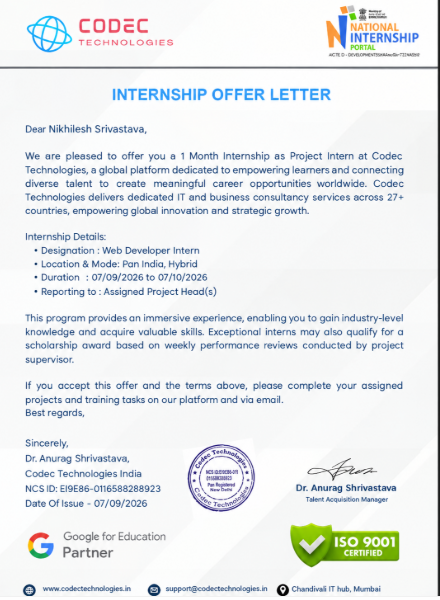 CODEC
TECHNOLOGIES
NATIONAL
INTERNSHIP
PORTAL
INTERNSHIP OFFER LETTER
Dear Nikhilesh Srivastava,
We are pleased to offer you a 1 Month Internship as Project Intern at Codec
Technologies, a global platform dedicated to empowering learners and connecting
diverse talent to create meaningful career opportunities worldwide. Codec
Technologies delivers dedicated IT and business consultancy services across 27+
countries, empowering global innovation and strategic growth.
Internship Details:
• Designation : Web Developer Intern
• Location & Mode: Pan India, Hybrid
• Duration : 07/09/2026 to 07/10/2026
• Reporting to : Assigned Project Head(s)
This program provides an immersive experience, enabling you to gain industry-level
knowledge and acquire valuable skills. Exceptional interns may also qualify for a
scholarship award based on weekly performance reviews conducted by project
supervisor.
If you accept this offer and the terms above, please complete your assigned
projects and training tasks on our platform and via email.
Best regards,
Sincerely,
Dr. Anurag Shrivastava,
Codec Technologies India
NCS ID: EI9E86-0116588288923
Date Of Issue - 07/09/2026
Codec Technologies
Pan Registered
Codec Technologies
Dr. Anurag Shrivastava
Talent Acquisition Manager
Google for Education
Partner
ISO 9001
CERTIFIED
www.codectechnologies.in
support@codectechnologies.in
Chandivali IT hub, Mumbai